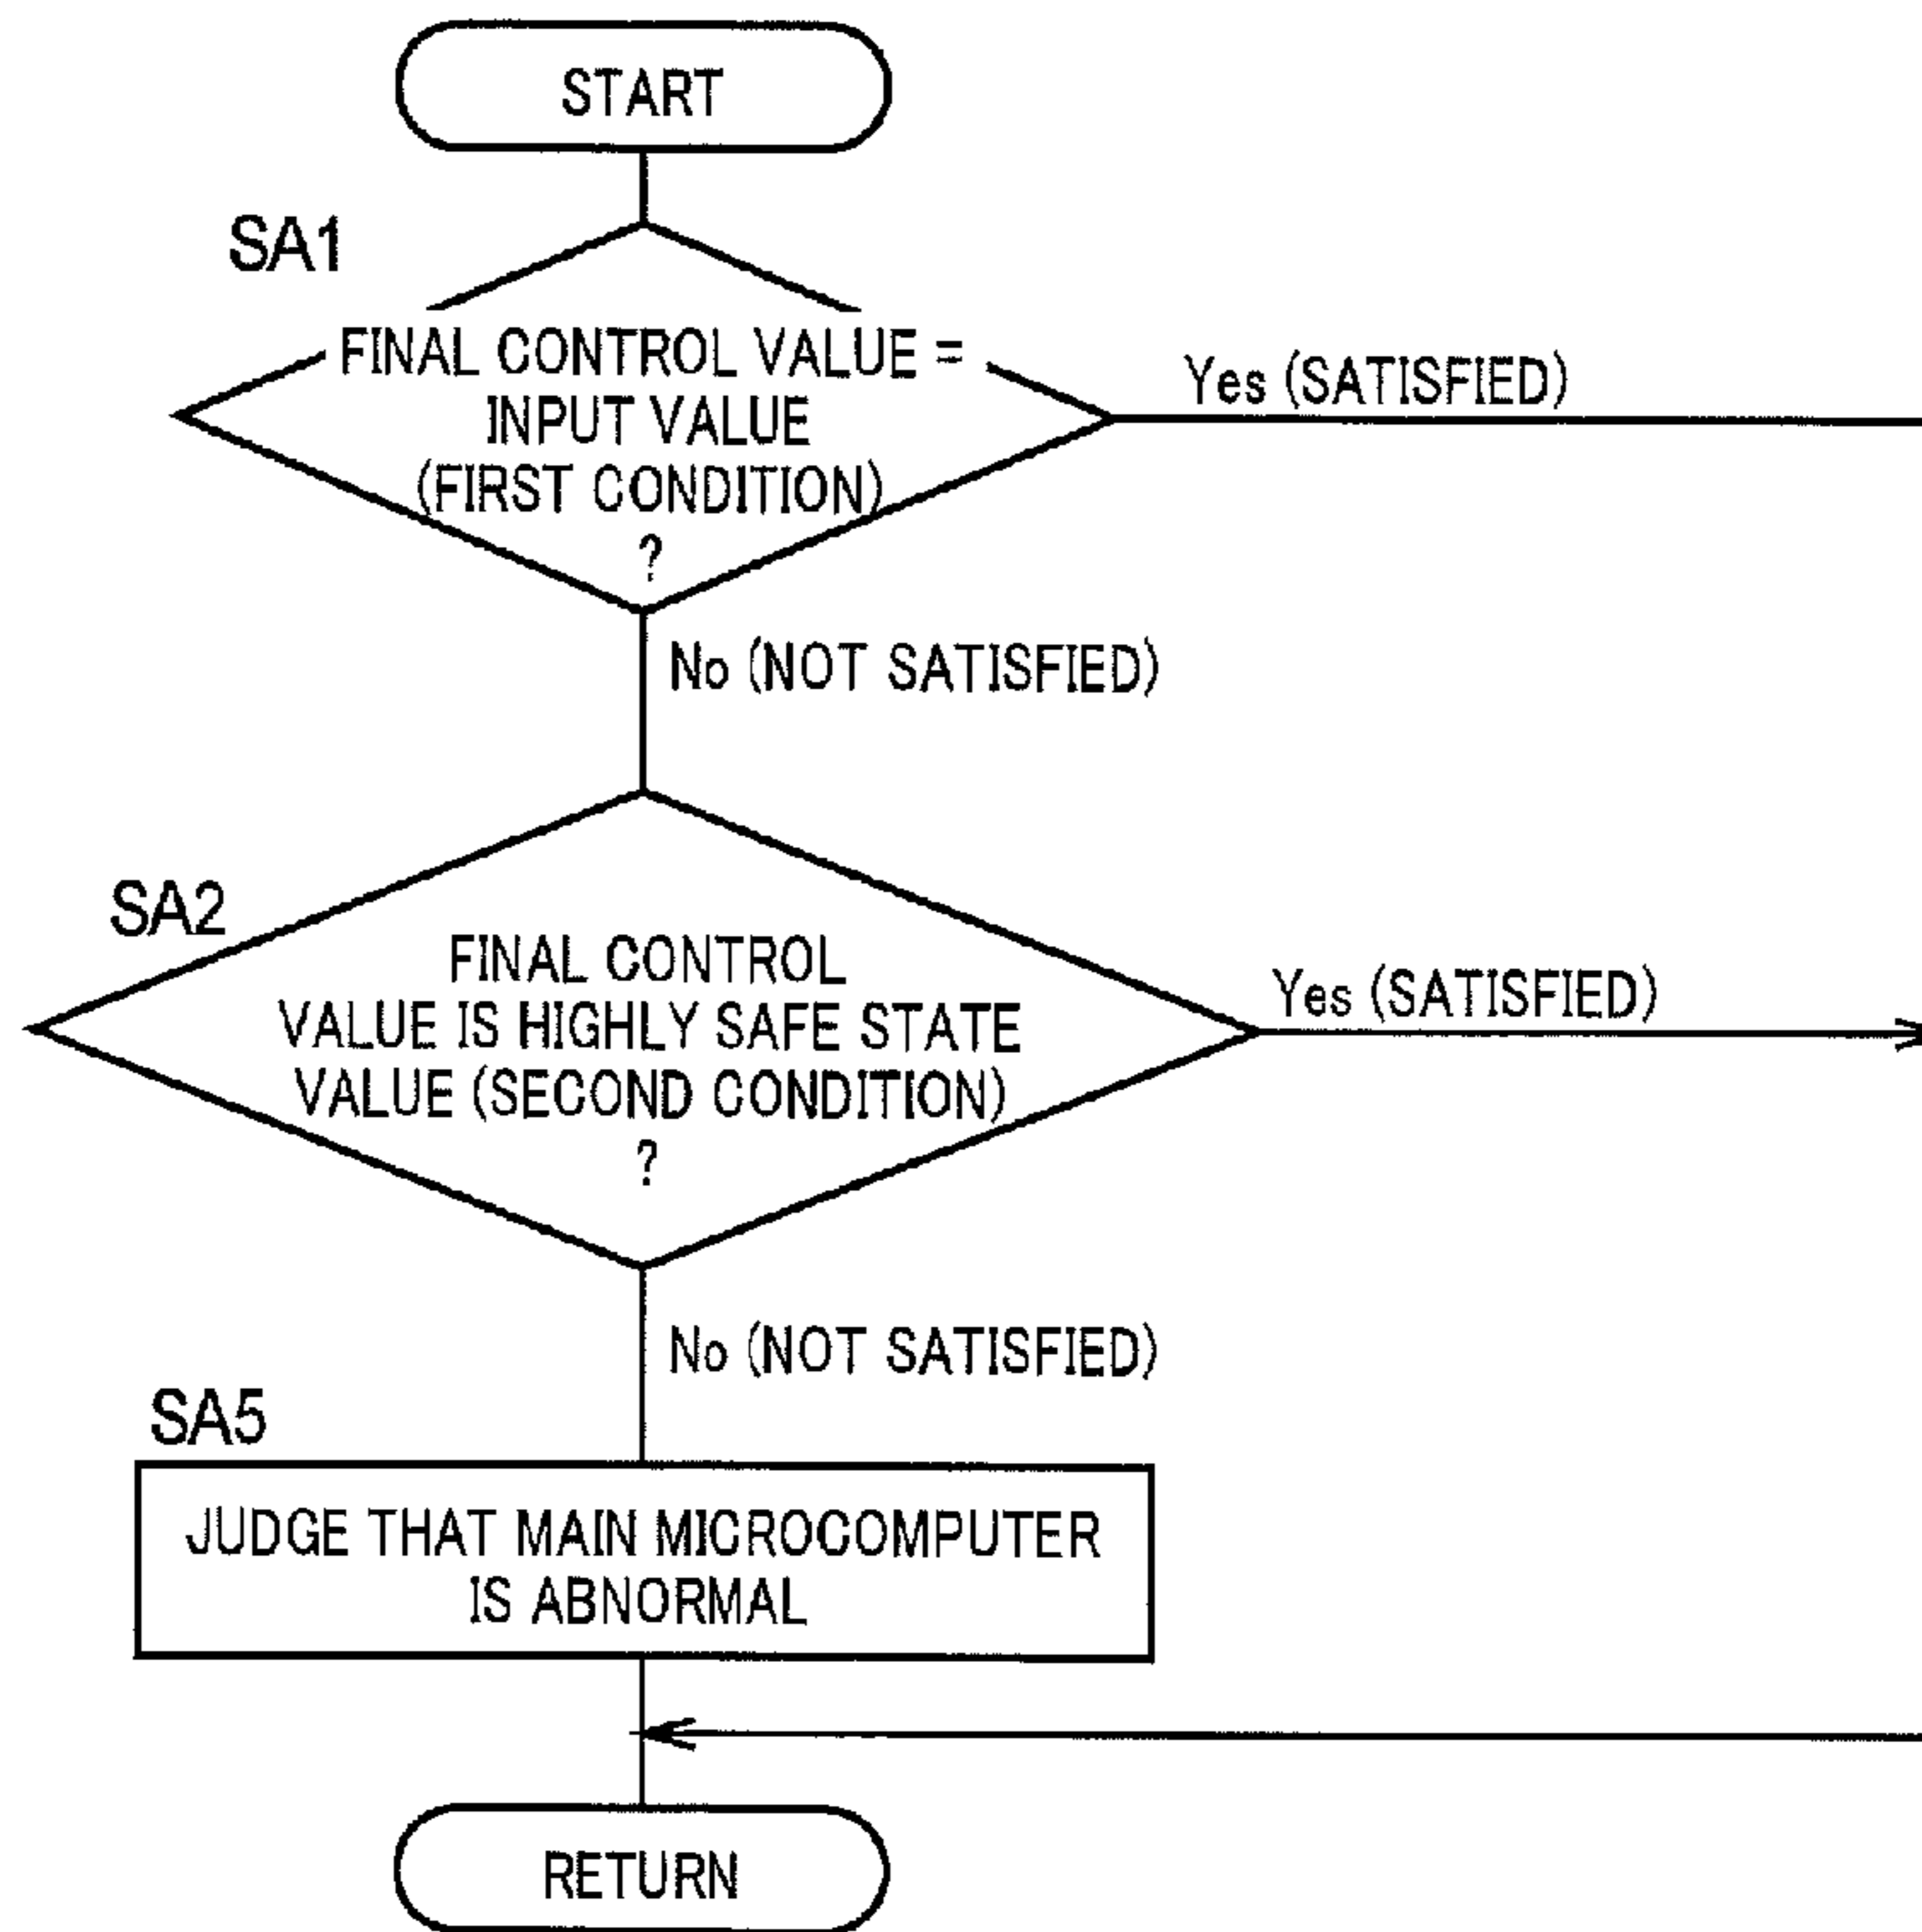 START
SA1
FINAL CONTROL VALUE =
INPUT VALUE
(FIRST CONDITION)
?
Yes (SATISFIED)
No (NOT SATISFIED)
SA2
FINAL CONTROL
VALUE IS HIGHLY SAFE STATE
VALUE (SECOND CONDITION)
?
Yes (SATISFIED)
No (NOT SATISFIED)
SA5
JUDGE THAT MAIN MICROCOMPUTER
IS ABNORMAL
RETURN